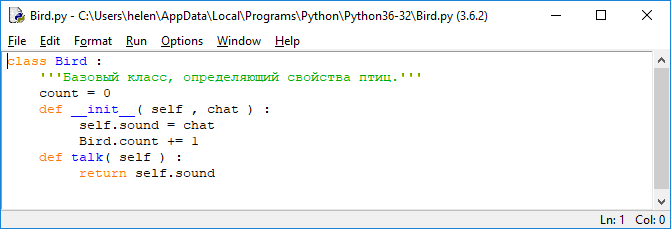 Bird.py - C:\Users\helen\AppData\Local\Programs\Python\Python36-32\Bird.py (3.6.2)
File Edit Format Run Options Window Help
class Bird :
    '''Базовый класс, определяющий свойства птиц.'''
    count = 0
    def __init__( self , chat ) :
         self.sound = chat
         Bird.count += 1
    def talk( self ) :
         return self.sound
Ln: 1 Col: 0